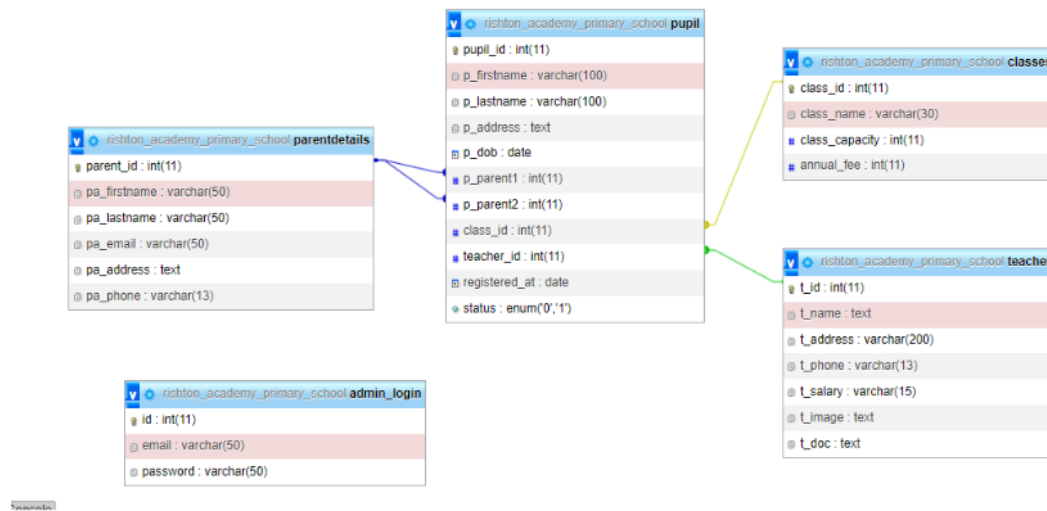 rishton_academy_primary_school pupil
pupil_id : int(11)
p_firstname : varchar(100)
p_lastname : varchar(100)
p_address : text
p_dob : date
p_parent1 : int(11)
p_parent2 : int(11)
class_id : int(11)
teacher_id : int(11)
registered_at : date
status : enum('0','1')
rishton_academy_primary_school classes
class_id : int(11)
class_name : varchar(30)
class_capacity : int(11)
annual_fee : int(11)
rishton_academy_primary_school parentdetails
parent_id : int(11)
pa_firstname : varchar(50)
pa_lastname : varchar(50)
pa_email : varchar(50)
pa_address : text
pa_phone : varchar(13)
rishton_academy_primary_school teache
t_id : int(11)
t_name : text
t_address : varchar(200)
t_phone : varchar(13)
t_salary : varchar(15)
t_image : text
t_doc : text
rishton_academy_primary_school admin_login
id : int(11)
email : varchar(50)
password : varchar(50)
Console